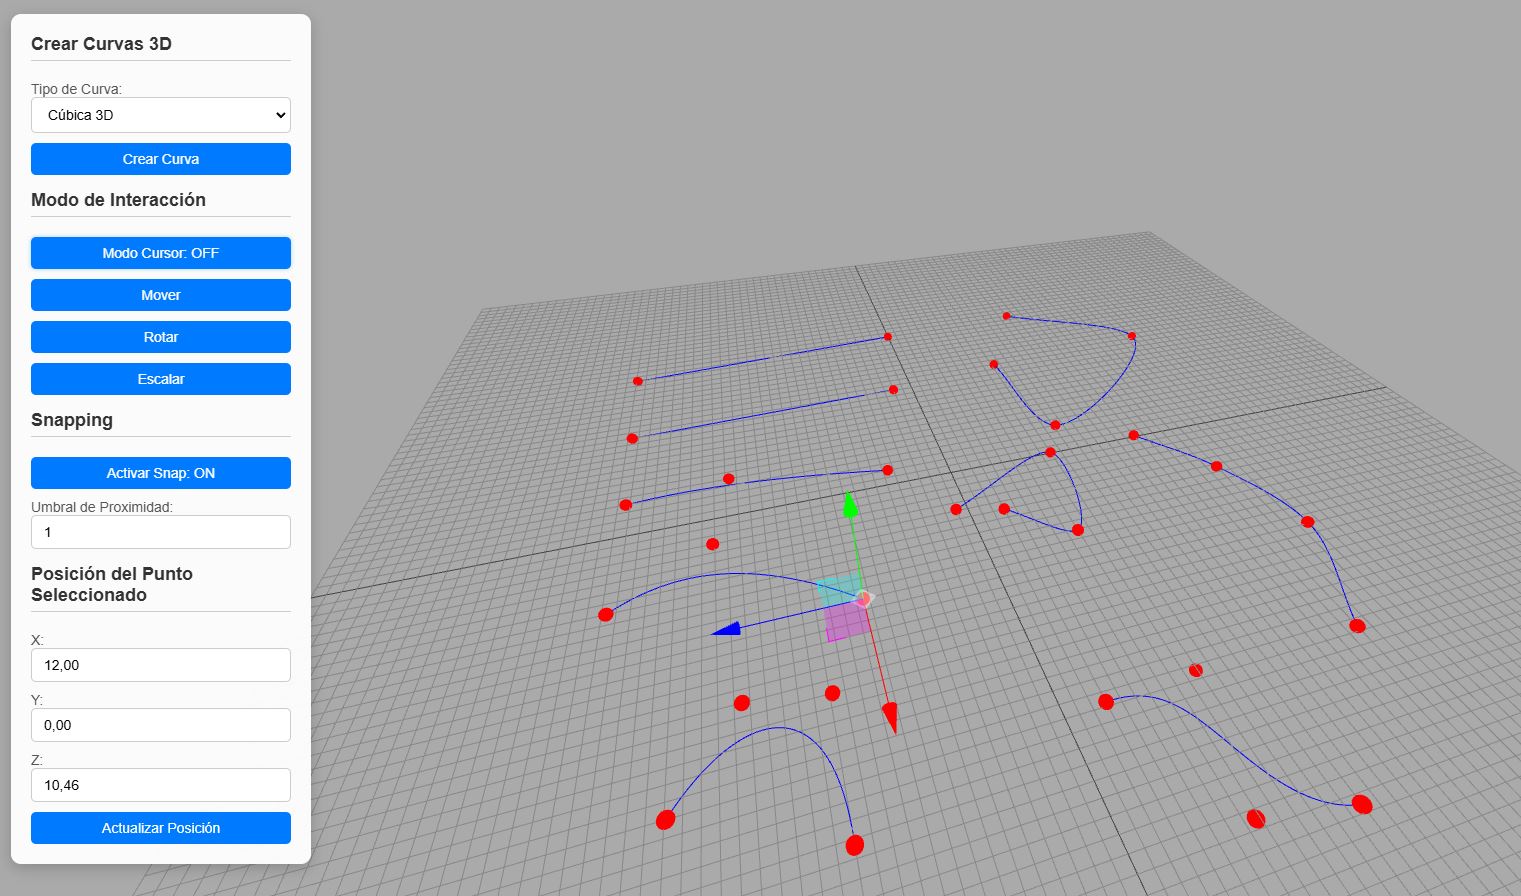 Crear Curvas 3D
Tipo de Curva:
Cúbica 3D
Crear Curva
Modo de Interacción
Modo Cursor: OFF
Mover
Rotar
Escalar
Snapping
Activar Snap: ON
Umbral de Proximidad:
1
Posición del Punto
Seleccionado
X:
12,00
Y:
0,00
Z:
10,46
Actualizar Posición